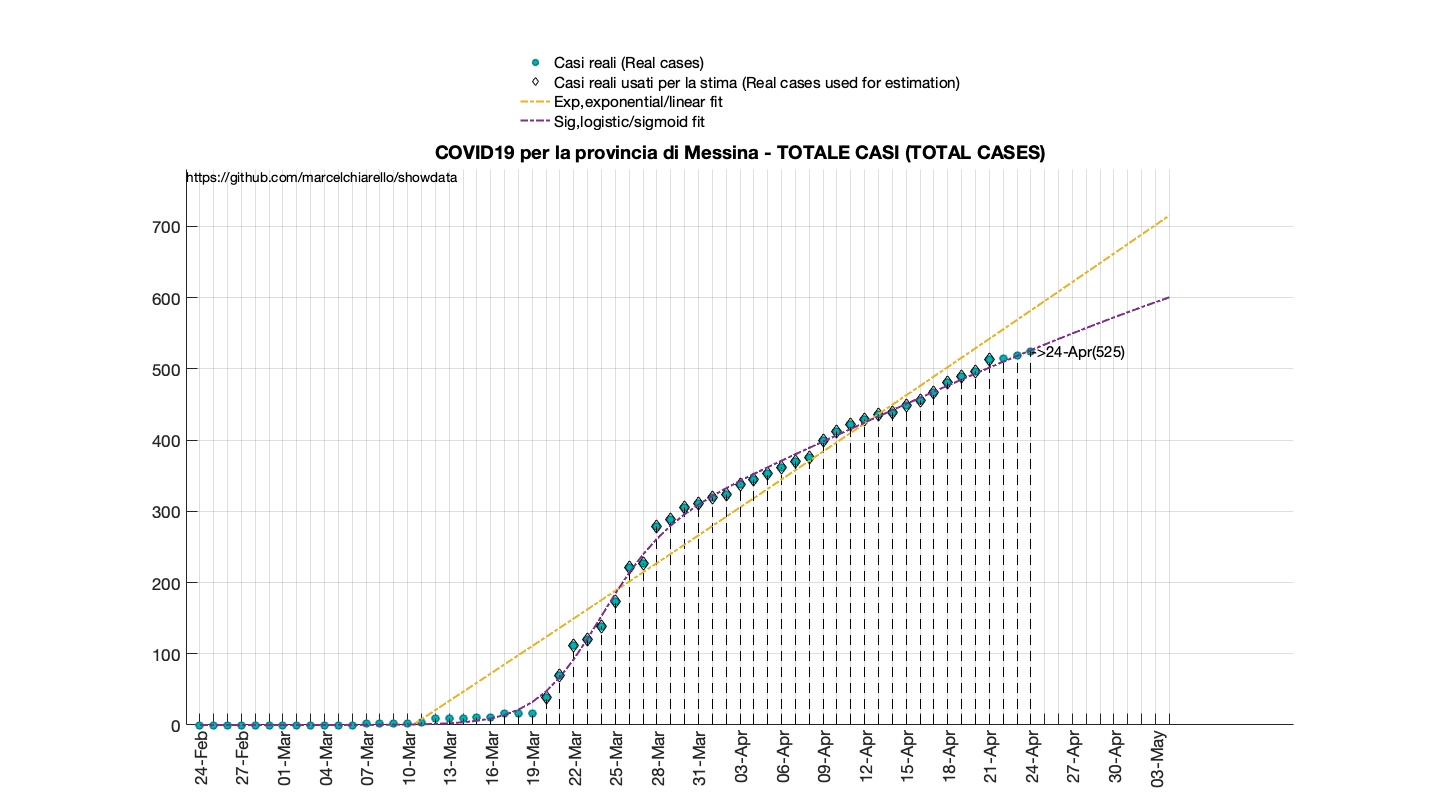 Casi reali (Real cases)
Casi reali usati per la stima (Real cases used for estimation)
Exp,exponential/linear fit
Sig,logistic/sigmoid fit
COVID19 per la provincia di Messina - TOTALE CASI (TOTAL CASES)
https://github.com/marcelchiarello/showdata
700
600
500
400
300
200
100
0
->24-Apr(525)
24-Feb
27-Feb
01-Mar
04-Mar
07-Mar
10-Mar
13-Mar
16-Mar
19-Mar
22-Mar
25-Mar
28-Mar
31-Mar
03-Apr
06-Apr
09-Apr
12-Apr
15-Apr
18-Apr
21-Apr
24-Apr
27-Apr
30-Apr
03-May